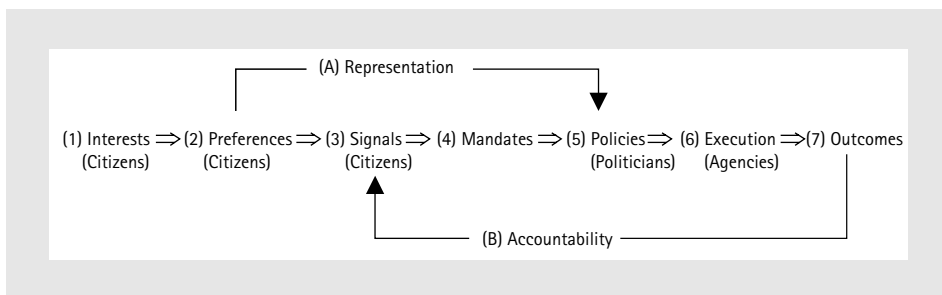 (A) Representation
(1) Interests ⇒ (2) Preferences ⇒ (3) Signals ⇒ (4) Mandates ⇒ (5) Policies ⇒ (6) Execution ⇒ (7) Outcomes
(Citizens) (Citizens) (Citizens) (Politicians) (Agencies)
(B) Accountability